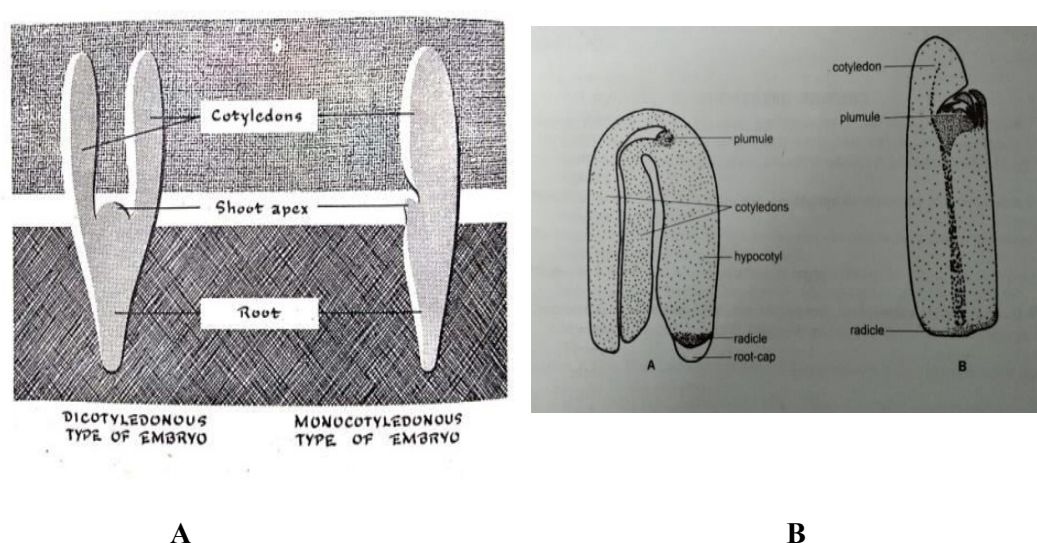 Cotyledons
Shoot apex
Root
DICOTYLEDONOUS
TYPE OF EMBRYO
MONOCOTYLEDONOUS
TYPE OF EMBRYO
plumule
cotyledons
hypocotyl
radicle
root-cap
A
cotyledon
plumule
radicle
B
A
B